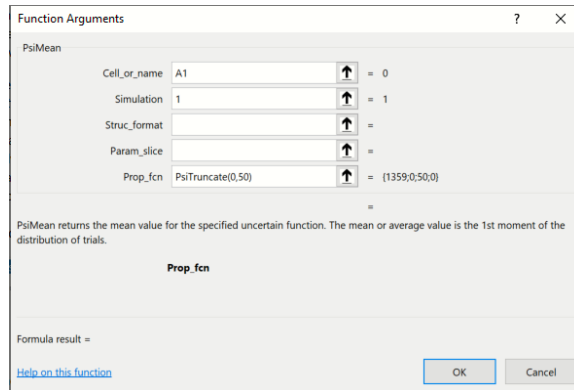 Function Arguments ? ×
PsiMean
Cell_or_name A1 = 0
Simulation 1 = 1
Struc_format =
Param_slice =
Prop_fcn PsiTruncate(0,50) = {1359;0;50;0}
=
PsiMean returns the mean value for the specified uncertain function. The mean or average value is the 1st moment of the
distribution of trials.
Prop_fcn
Formula result =
Help on this function OK Cancel